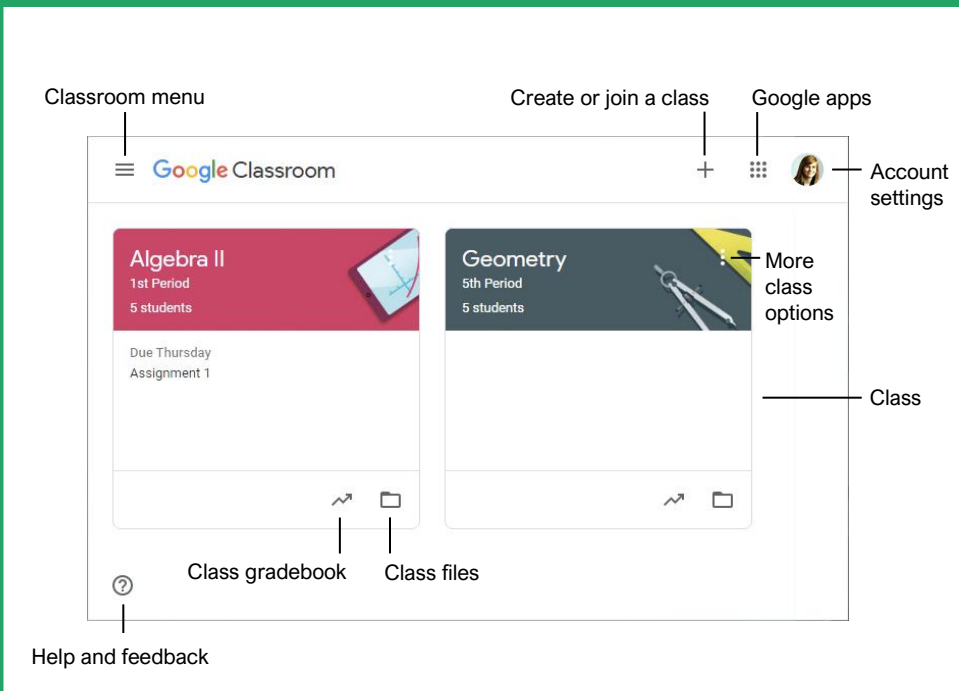 Classroom menu
Create or join a class
Google apps
Google Classroom
Account
settings
Algebra II
1st Period
5 students
Geometry
5th Period
5 students
More
class
options
Due Thursday
Assignment 1
Class
Class gradebook
Class files
Help and feedback